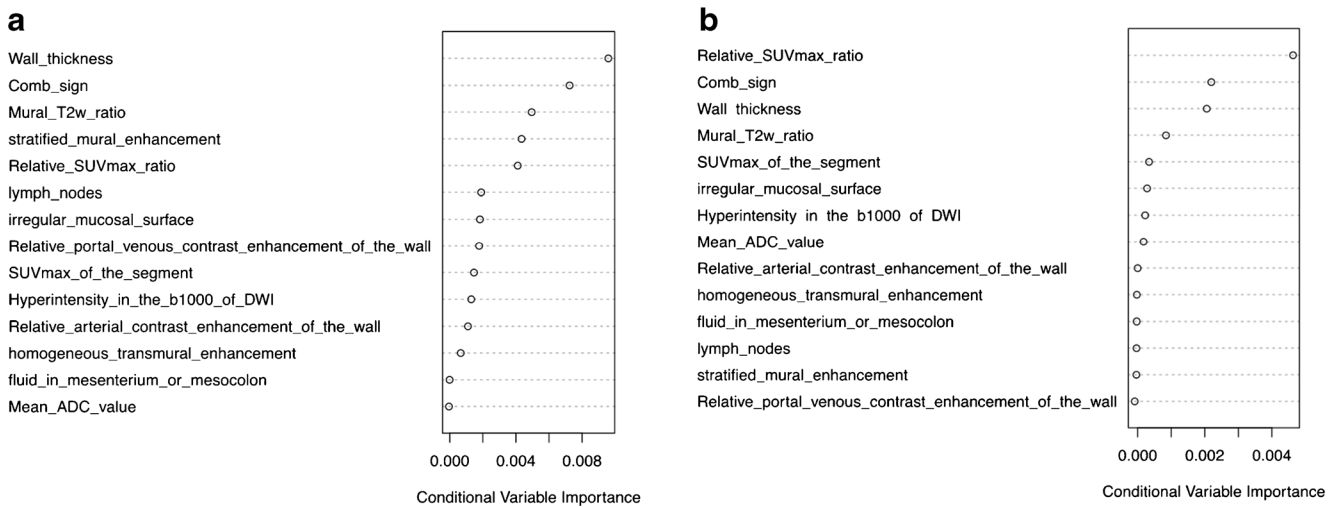 a
Wall_thickness
Comb_sign
Mural_T2w_ratio
stratified_mural_enhancement
Relative_SUVmax_ratio
lymph_nodes
irregular_mucosal_surface
Relative_portal_venous_contrast_enhancement_of_the_wall
SUVmax_of_the_segment
Hyperintensity_in_the_b1000_of_DWI
Relative_arterial_contrast_enhancement_of_the_wall
homogeneous_transmural_enhancement
fluid_in_mesenterium_or_mesocolon
Mean_ADC_value
0.000 0.004 0.008
Conditional Variable Importance
b
Relative_SUVmax_ratio
Comb_sign
Wall thickness
Mural_T2w_ratio
SUVmax_of_the_segment
irregular_mucosal_surface
Hyperintensity in the b1000 of DWI
Mean_ADC_value
Relative_arterial_contrast_enhancement_of_the_wall
homogeneous_transmural_enhancement
fluid_in_mesenterium_or_mesocolon
lymph_nodes
stratified_mural_enhancement
Relative_portal_venous_contrast_enhancement_of_the_wall
0.000 0.002 0.004
Conditional Variable Importance